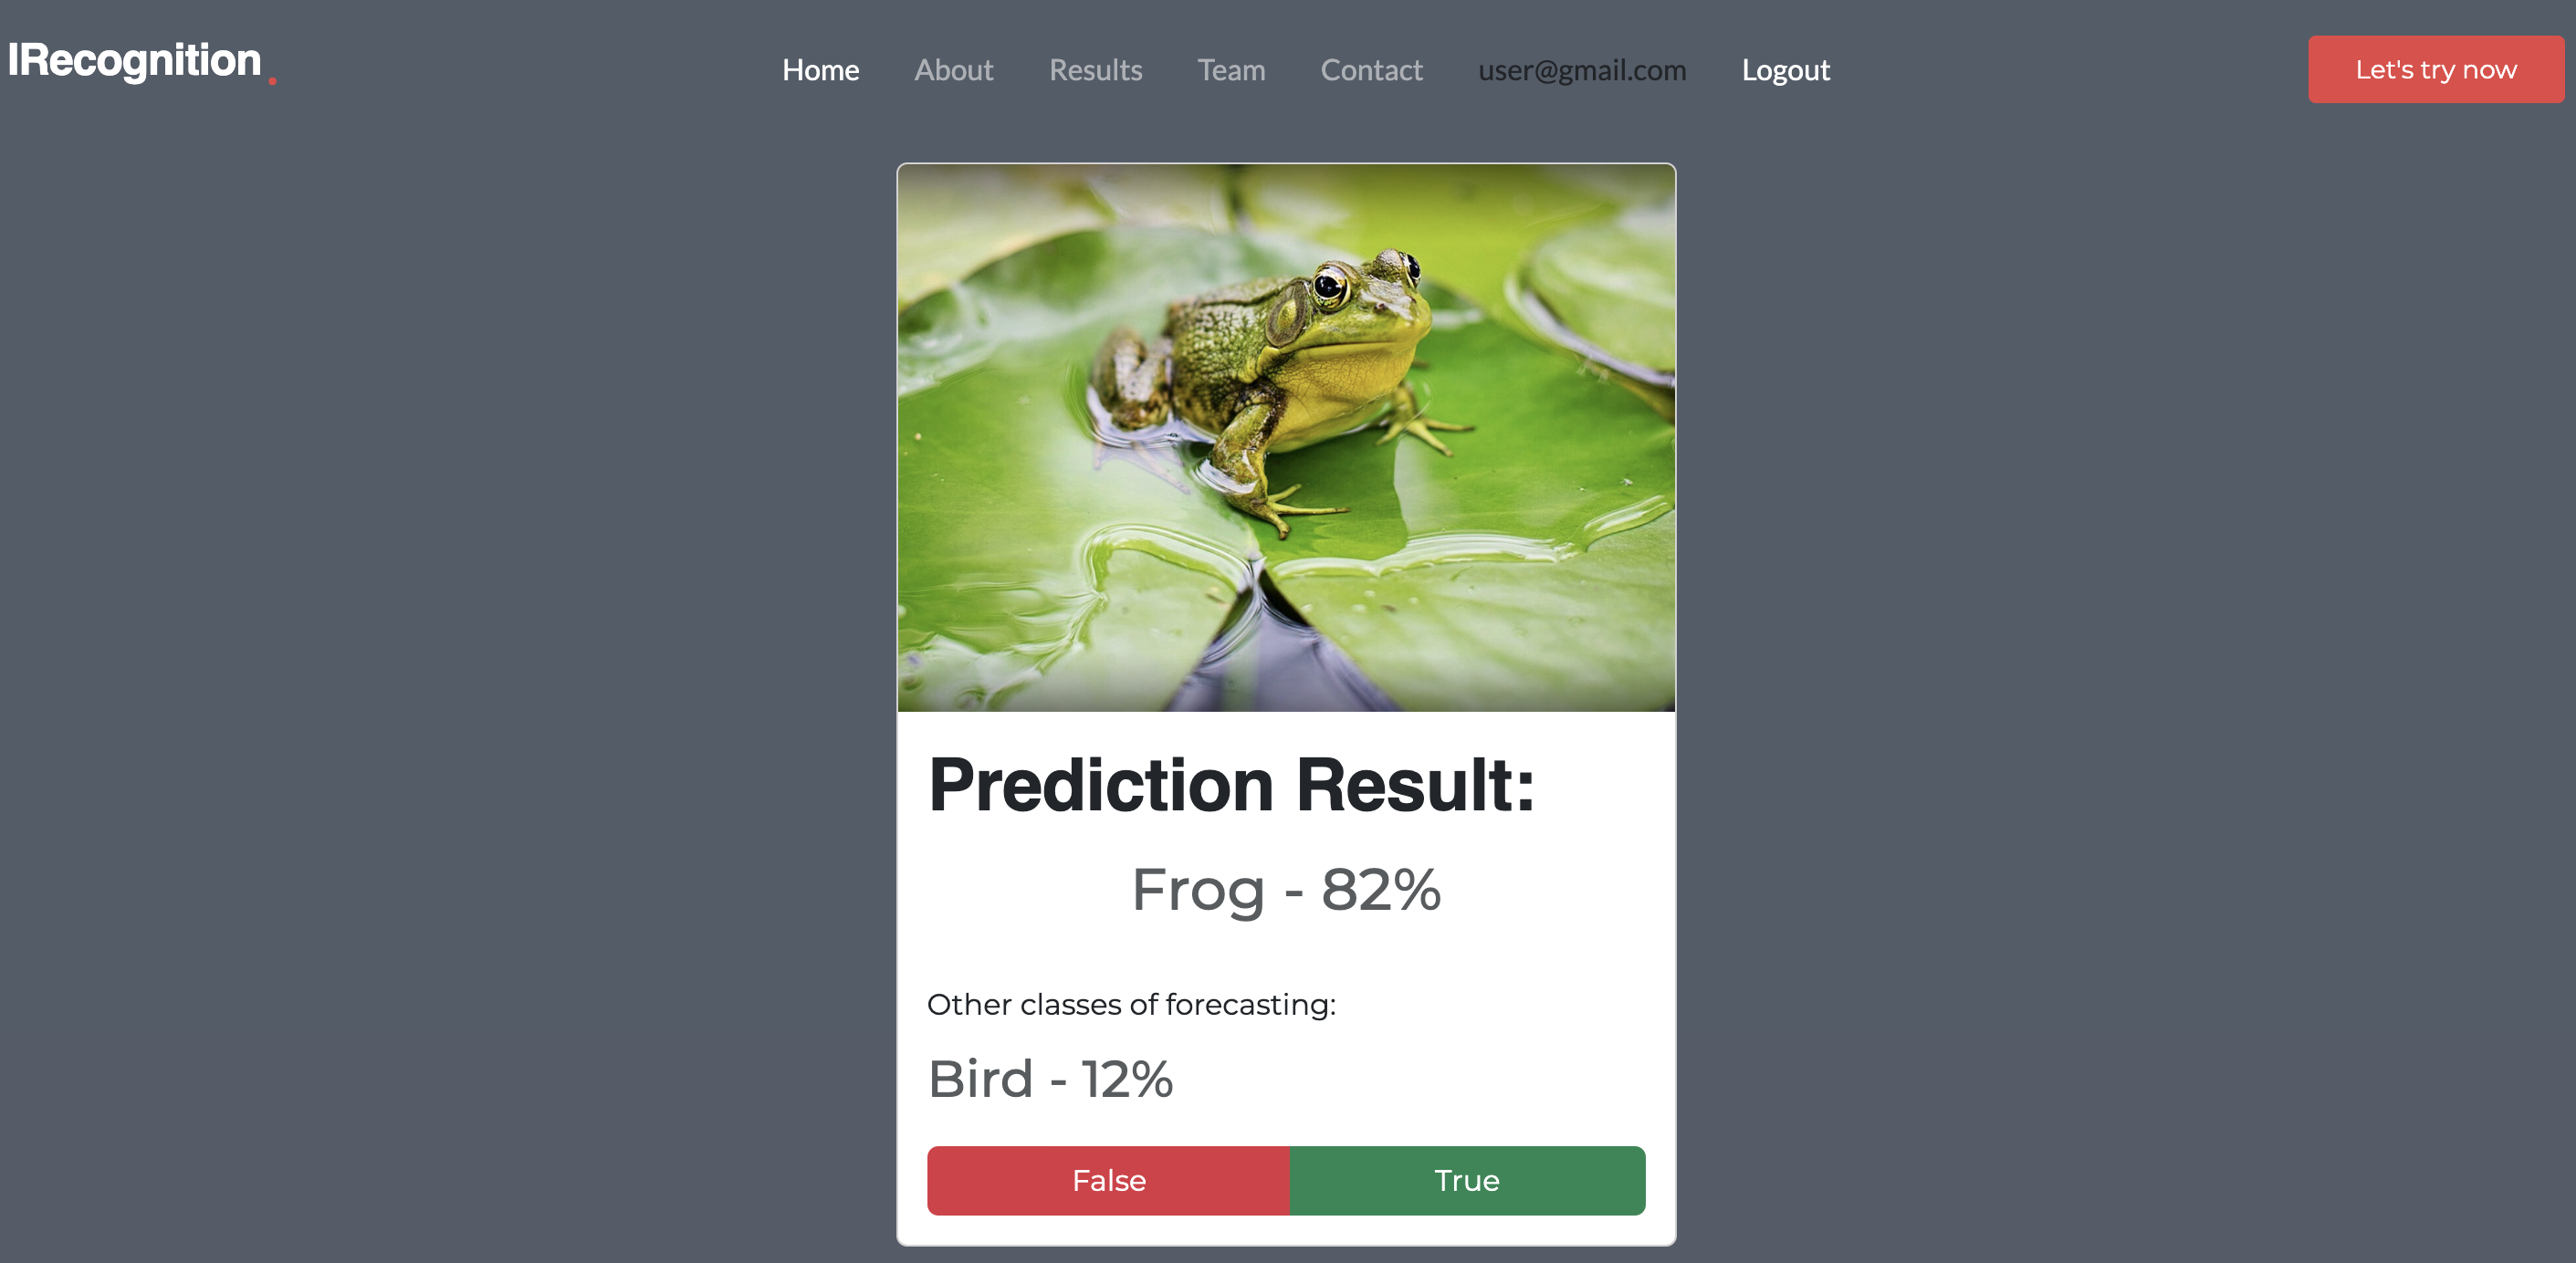 IRecognition.
Home About Results Team Contact user@gmail.com Logout
Let's try now
Prediction Result:
Frog - 82%
Other classes of forecasting:
Bird - 12%
False True